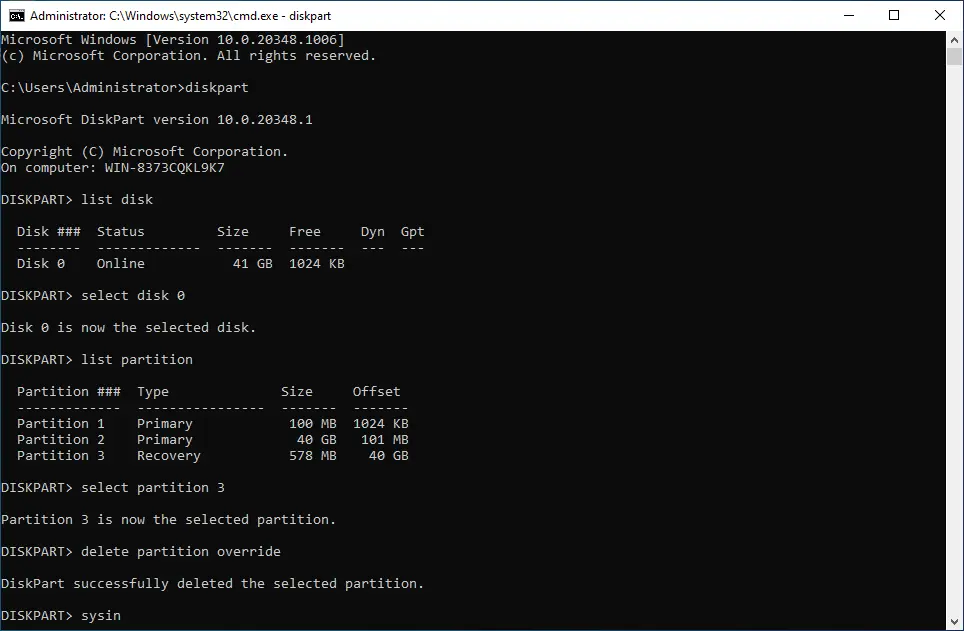 Administrator: C:\Windows\system32\cmd.exe - diskpart
Microsoft Windows [Version 10.0.20348.1006]
(c) Microsoft Corporation. All rights reserved.
C:\Users\Administrator>diskpart
Microsoft DiskPart version 10.0.20348.1
Copyright (C) Microsoft Corporation.
On computer: WIN-8373CQKL9K7
DISKPART> list disk
  Disk ###  Status         Size     Free     Dyn  Gpt
  --------  -------------  -------  -------  ---  ---
  Disk 0    Online           41 GB  1024 KB
DISKPART> select disk 0
Disk 0 is now the selected disk.
DISKPART> list partition
  Partition ###  Type              Size     Offset
  -------------  ----------------  -------  -------
  Partition 1    Primary            100 MB  1024 KB
  Partition 2    Primary             40 GB   101 MB
  Partition 3    Recovery           578 MB    40 GB
DISKPART> select partition 3
Partition 3 is now the selected partition.
DISKPART> delete partition override
DiskPart successfully deleted the selected partition.
DISKPART> sysin